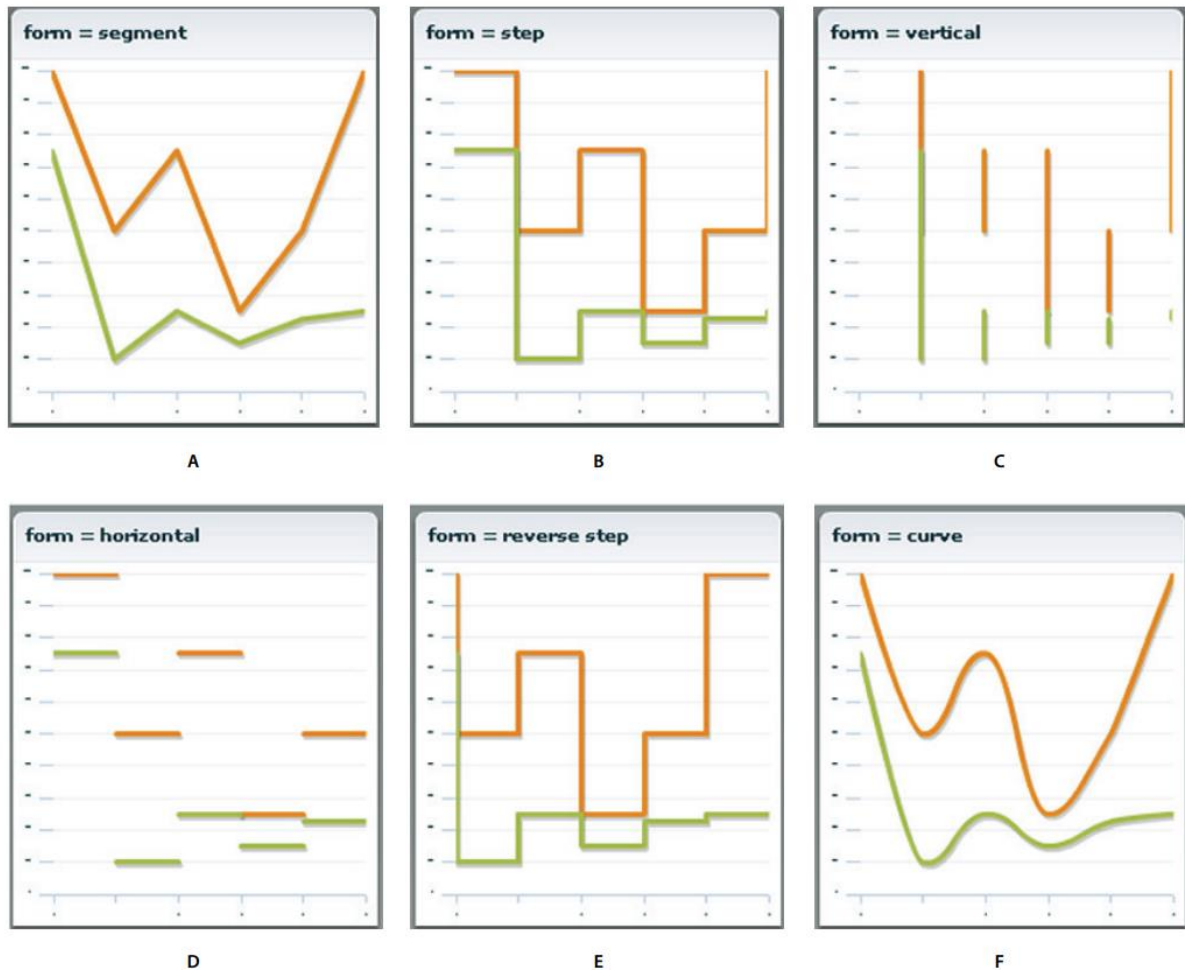 form = segment
form = step
form = vertical
A
B
C
form = horizontal
form = reverse step
form = curve
D
E
F